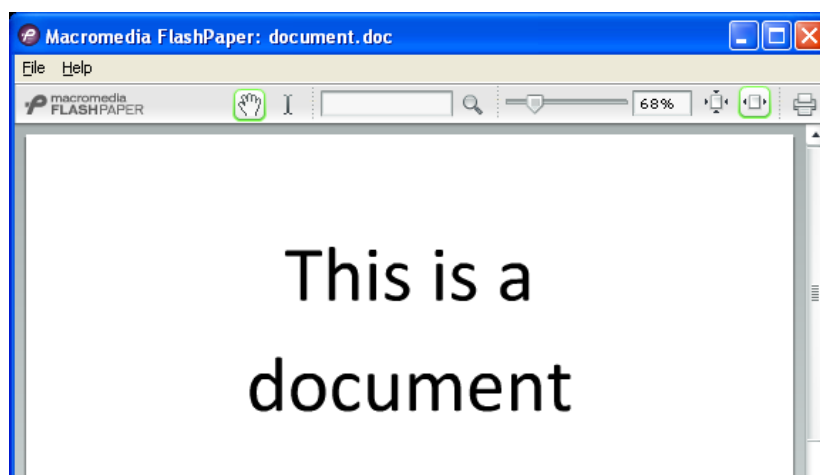 Macromedia FlashPaper: document.doc
File Help
macromedia
FLASHPAPER
68%
This is a
document